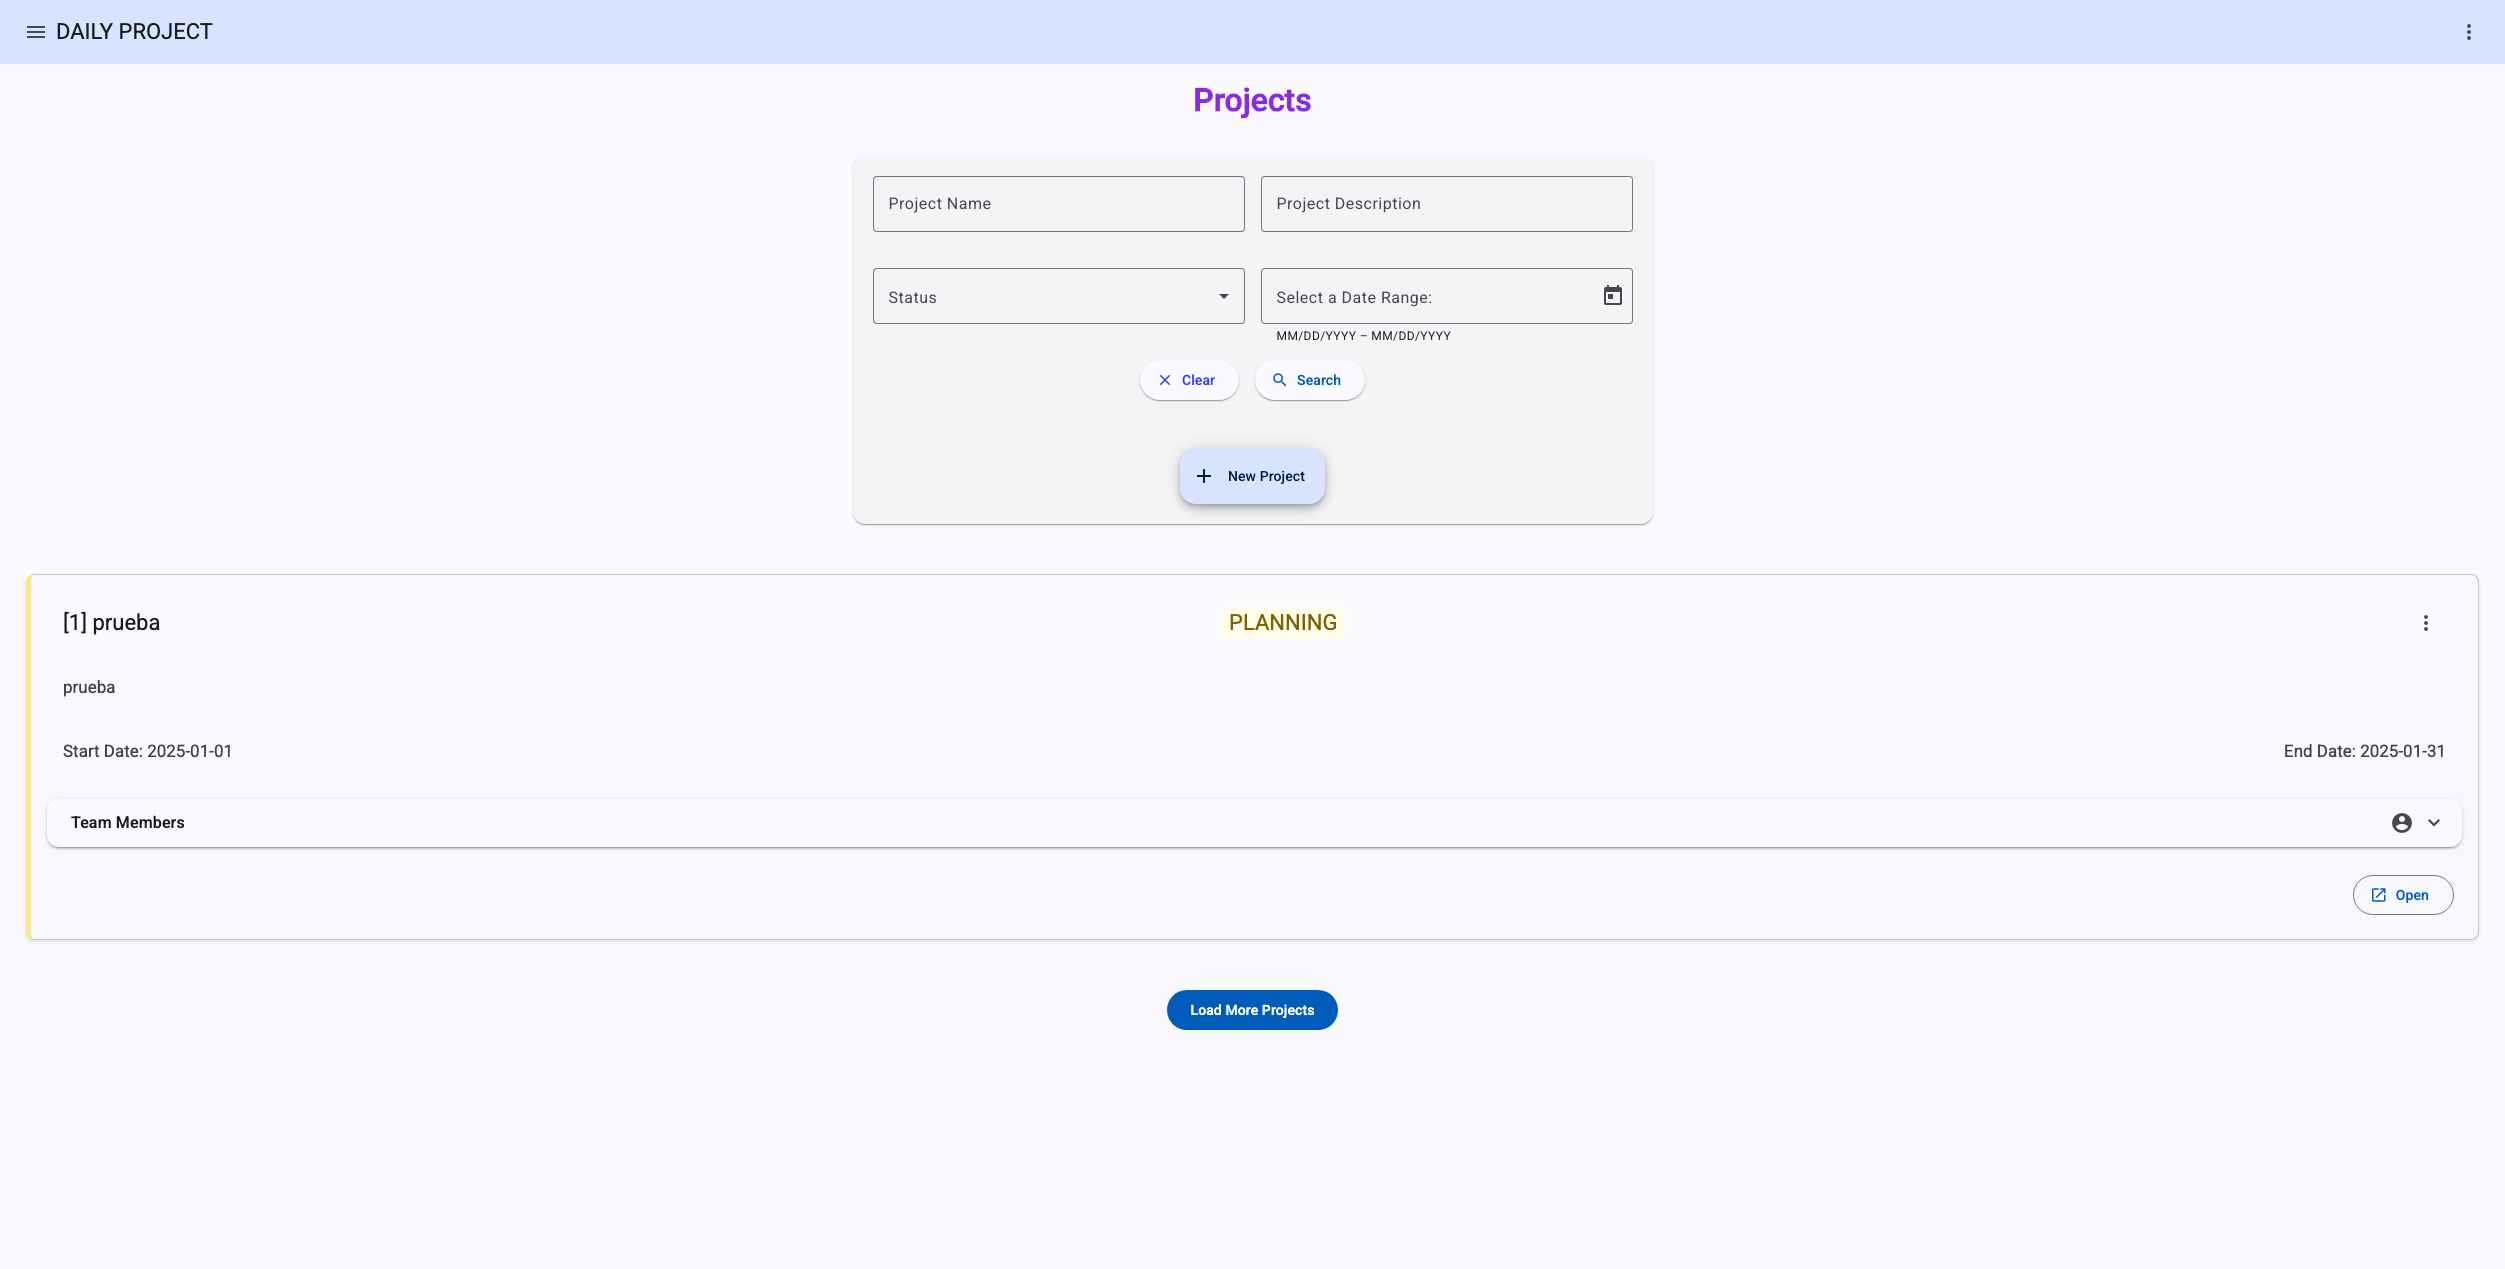 DAILY PROJECT
Projects
Project Name
Project Description
Status
Select a Date Range:
MM/DD/YYYY – MM/DD/YYYY
Clear
Search
New Project
[1] prueba
PLANNING
prueba
Start Date: 2025-01-01
End Date: 2025-01-31
Team Members
Open
Load More Projects